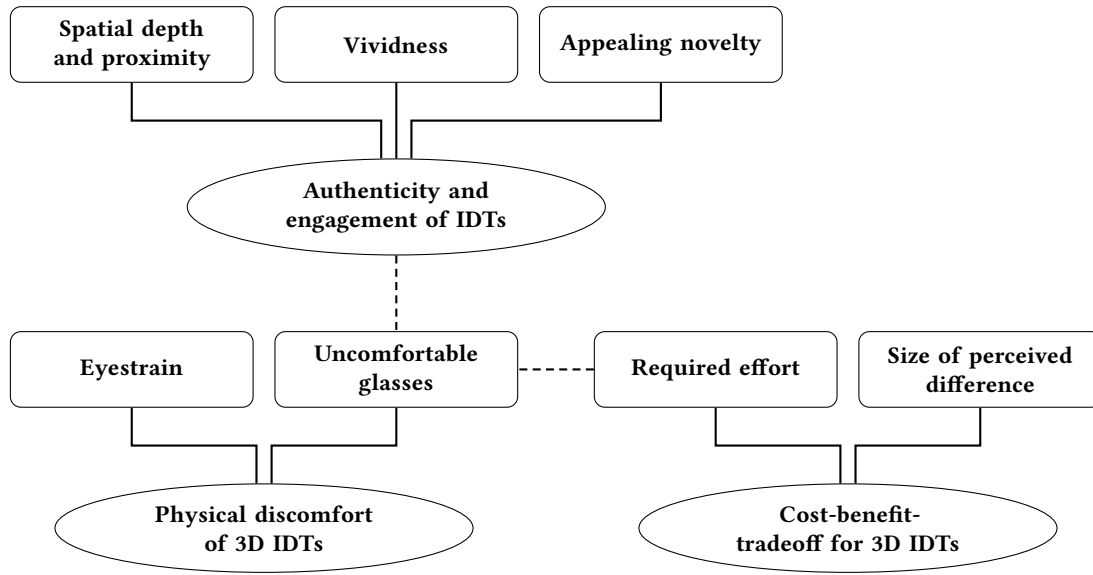 Spatial depth
and proximity
Vividness
Appealing novelty
Authenticity and
engagement of IDTs
Eyestrain
Uncomfortable
glasses
Required effort
Size of perceived
difference
Physical discomfort
of 3D IDTs
Cost-benefit-
tradeoff for 3D IDTs